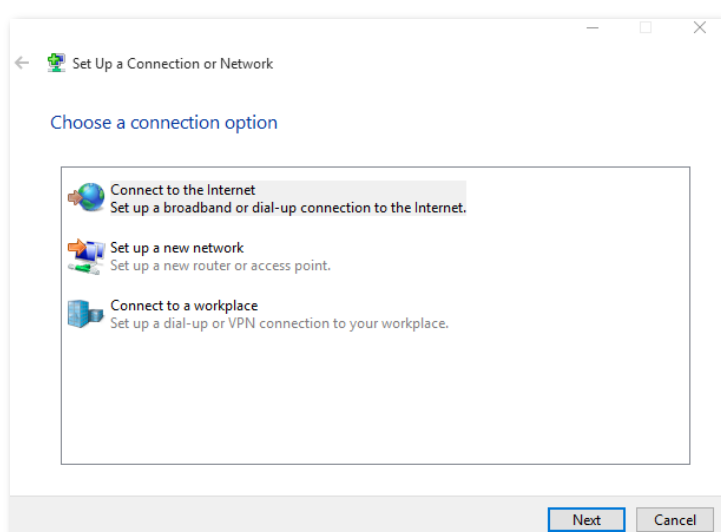 Set Up a Connection or Network
Choose a connection option
Connect to the Internet
Set up a broadband or dial-up connection to the Internet.
Set up a new network
Set up a new router or access point.
Connect to a workplace
Set up a dial-up or VPN connection to your workplace.
Next Cancel